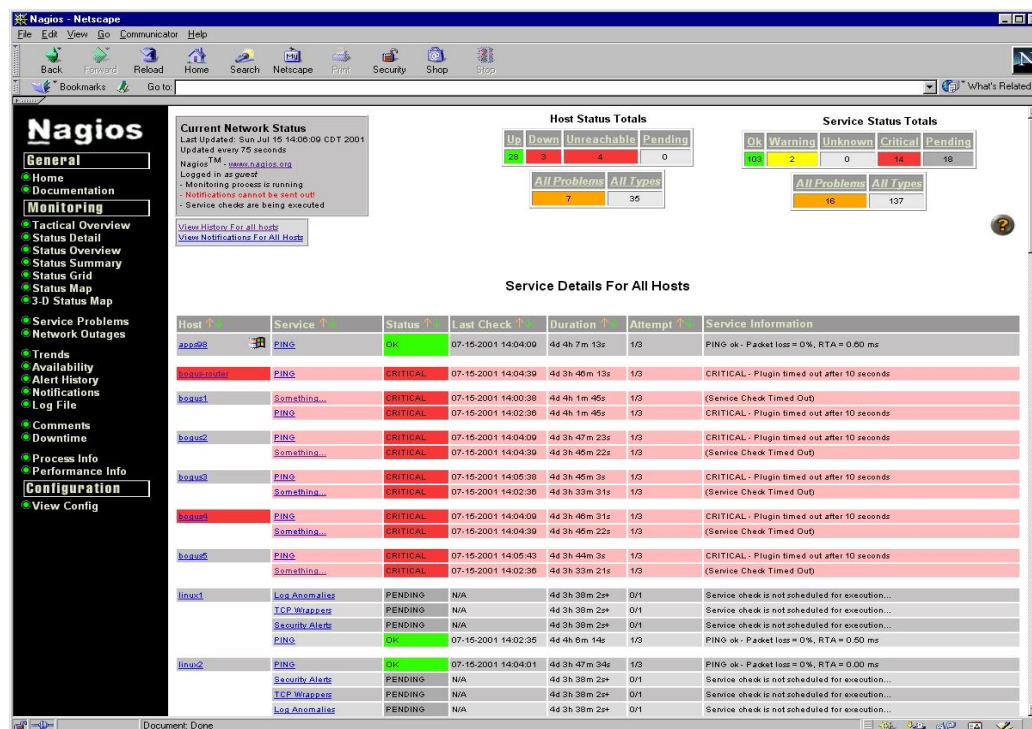 Nagios - Netscape
File Edit View Go Communicator Help
Back Forward Reload Home Search Netscape Print Security Shop Stop
Bookmarks Go to: What's Related
Nagios
General
Home
Documentation
Monitoring
Tactical Overview
Status Detail
Status Overview
Status Summary
Status Grid
Status Map
3-D Status Map
Service Problems
Network Outages
Trends
Availability
Alert History
Notifications
Log File
Comments
Downtime
Process Info
Performance Info
Configuration
View Config
Current Network Status
Last Updated: Sun Jul 15 14:06:09 CDT 2001
Updated every 75 seconds
Nagios™ - www.nagios.org
Logged in as guest
- Monitoring process is running
- Notifications cannot be sent out!
- Service checks are being executed
View History For all hosts
View Notifications For All Hosts
Host Status Totals
Up Down Unreachable Pending
28 3 4 0
All Problems All Types
7 35
Service Status Totals
Ok Warning Unknown Critical Pending
103 2 0 14 18
All Problems All Types
16 137
?
Service Details For All Hosts
Host Service Status Last Check Duration Attempt Service Information
apps98 PING OK 07-15-2001 14:04:09 4d 4h 7m 13s 1/3 PING ok - Packet loss = 0%, RTA = 0.60 ms
bogus-router PING CRITICAL 07-15-2001 14:04:39 4d 3h 46m 13s 1/3 CRITICAL - Plugin timed out after 10 seconds
bogus1 Something... CRITICAL 07-15-2001 14:00:38 4d 4h 1m 45s 1/3 (Service Check Timed Out)
PING CRITICAL 07-15-2001 14:02:36 4d 4h 1m 45s 1/3 CRITICAL - Plugin timed out after 10 seconds
bogus2 PING CRITICAL 07-15-2001 14:04:09 4d 3h 47m 23s 1/3 CRITICAL - Plugin timed out after 10 seconds
Something... CRITICAL 07-15-2001 14:04:39 4d 3h 45m 22s 1/3 (Service Check Timed Out)
bogus3 PING CRITICAL 07-15-2001 14:05:38 4d 3h 45m 3s 1/3 CRITICAL - Plugin timed out after 10 seconds
Something... CRITICAL 07-15-2001 14:02:36 4d 3h 33m 31s 1/3 (Service Check Timed Out)
bogus4 PING CRITICAL 07-15-2001 14:04:09 4d 3h 46m 31s 1/3 CRITICAL - Plugin timed out after 10 seconds
Something... CRITICAL 07-15-2001 14:04:39 4d 3h 45m 22s 1/3 (Service Check Timed Out)
bogus5 PING CRITICAL 07-15-2001 14:05:43 4d 3h 44m 3s 1/3 CRITICAL - Plugin timed out after 10 seconds
Something... CRITICAL 07-15-2001 14:02:36 4d 3h 33m 21s 1/3 (Service Check Timed Out)
linux1 Log Anomalies PENDING N/A 4d 3h 38m 2s+ 0/1 Service check is not scheduled for execution...
TCP Wrappers PENDING N/A 4d 3h 38m 2s+ 0/1 Service check is not scheduled for execution...
Security Alerts PENDING N/A 4d 3h 38m 2s+ 0/1 Service check is not scheduled for execution...
PING OK 07-15-2001 14:02:35 4d 4h 6m 14s 1/3 PING ok - Packet loss = 0%, RTA = 0.50 ms
linux2 PING OK 07-15-2001 14:04:01 4d 3h 47m 34s 1/3 PING ok - Packet loss = 0%, RTA = 0.00 ms
Security Alerts PENDING N/A 4d 3h 38m 2s+ 0/1 Service check is not scheduled for execution...
TCP Wrappers PENDING N/A 4d 3h 38m 2s+ 0/1 Service check is not scheduled for execution...
Log Anomalies PENDING N/A 4d 3h 38m 2s+ 0/1 Service check is not scheduled for execution...
Document: Done